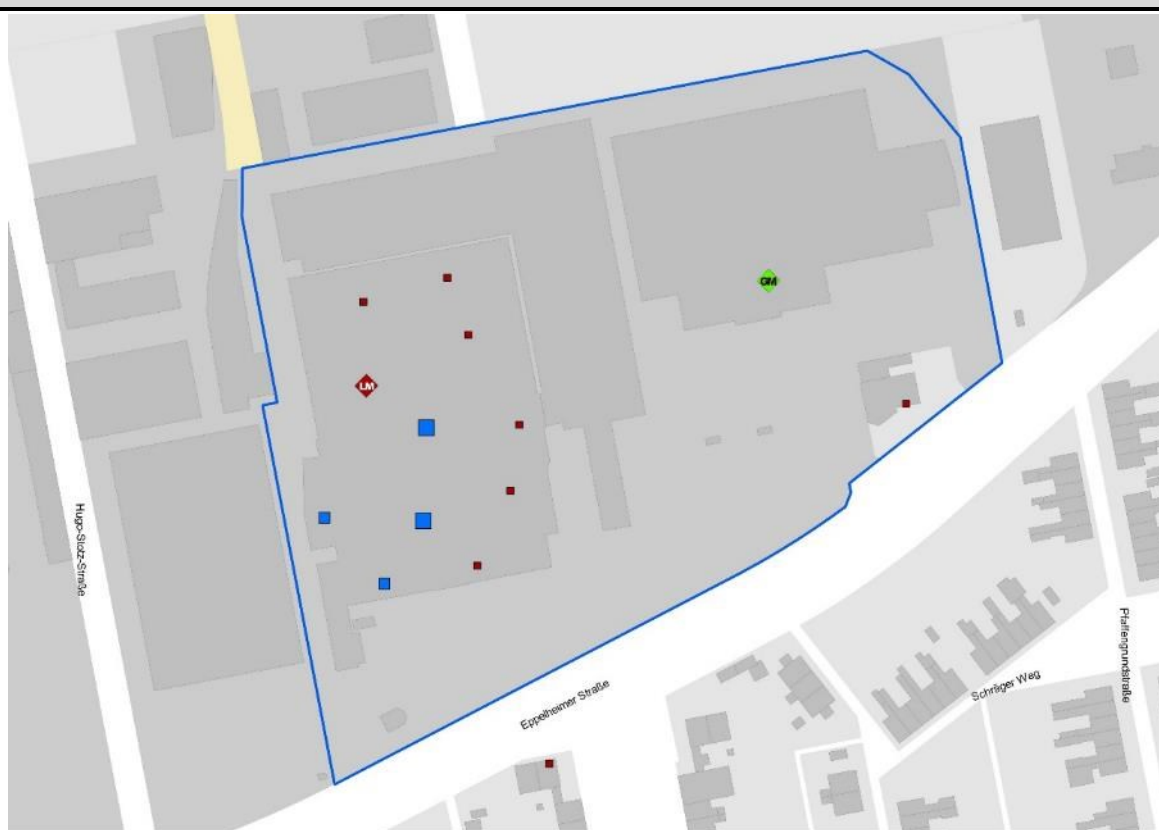 GM
LM
Hugo-Stotz-Straße
Eppelheimer Straße
Schräger Weg
Pfaffengrundstraße